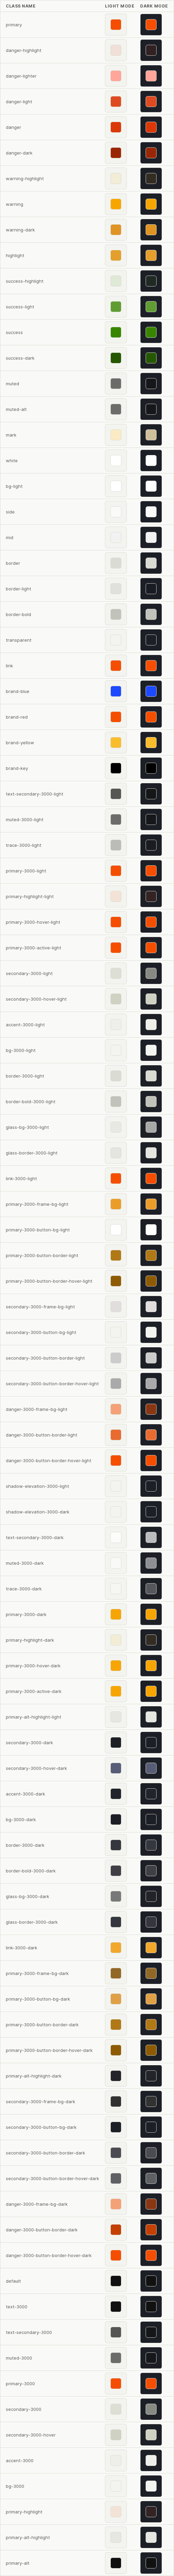 CLASS NAME LIGHT MODE DARK MODE
primary
danger-highlight
danger-lighter
danger-light
danger
danger-dark
warning-highlight
warning
warning-dark
highlight
success-highlight
success-light
success
success-dark
muted
muted-alt
mark
white
bg-light
side
mid
border
border-light
border-bold
transparent
link
brand-blue
brand-red
brand-yellow
brand-key
text-secondary-3000-light
muted-3000-light
trace-3000-light
primary-3000-light
primary-highlight-light
primary-3000-hover-light
primary-3000-active-light
secondary-3000-light
secondary-3000-hover-light
accent-3000-light
bg-3000-light
border-3000-light
border-bold-3000-light
glass-bg-3000-light
glass-border-3000-light
link-3000-light
primary-3000-frame-bg-light
primary-3000-button-bg-light
primary-3000-button-border-light
primary-3000-button-border-hover-light
secondary-3000-frame-bg-light
secondary-3000-button-bg-light
secondary-3000-button-border-light
secondary-3000-button-border-hover-light
danger-3000-frame-bg-light
danger-3000-button-border-light
danger-3000-button-border-hover-light
shadow-elevation-3000-light
shadow-elevation-3000-dark
text-secondary-3000-dark
muted-3000-dark
trace-3000-dark
primary-3000-dark
primary-highlight-dark
primary-3000-hover-dark
primary-3000-active-dark
primary-alt-highlight-light
secondary-3000-dark
secondary-3000-hover-dark
accent-3000-dark
bg-3000-dark
border-3000-dark
border-bold-3000-dark
glass-bg-3000-dark
glass-border-3000-dark
link-3000-dark
primary-3000-frame-bg-dark
primary-3000-button-bg-dark
primary-3000-button-border-dark
primary-3000-button-border-hover-dark
primary-alt-highlight-dark
secondary-3000-frame-bg-dark
secondary-3000-button-bg-dark
secondary-3000-button-border-dark
secondary-3000-button-border-hover-dark
danger-3000-frame-bg-dark
danger-3000-button-border-dark
danger-3000-button-border-hover-dark
default
text-3000
text-secondary-3000
muted-3000
primary-3000
secondary-3000
secondary-3000-hover
accent-3000
bg-3000
primary-highlight
primary-alt-highlight
primary-alt